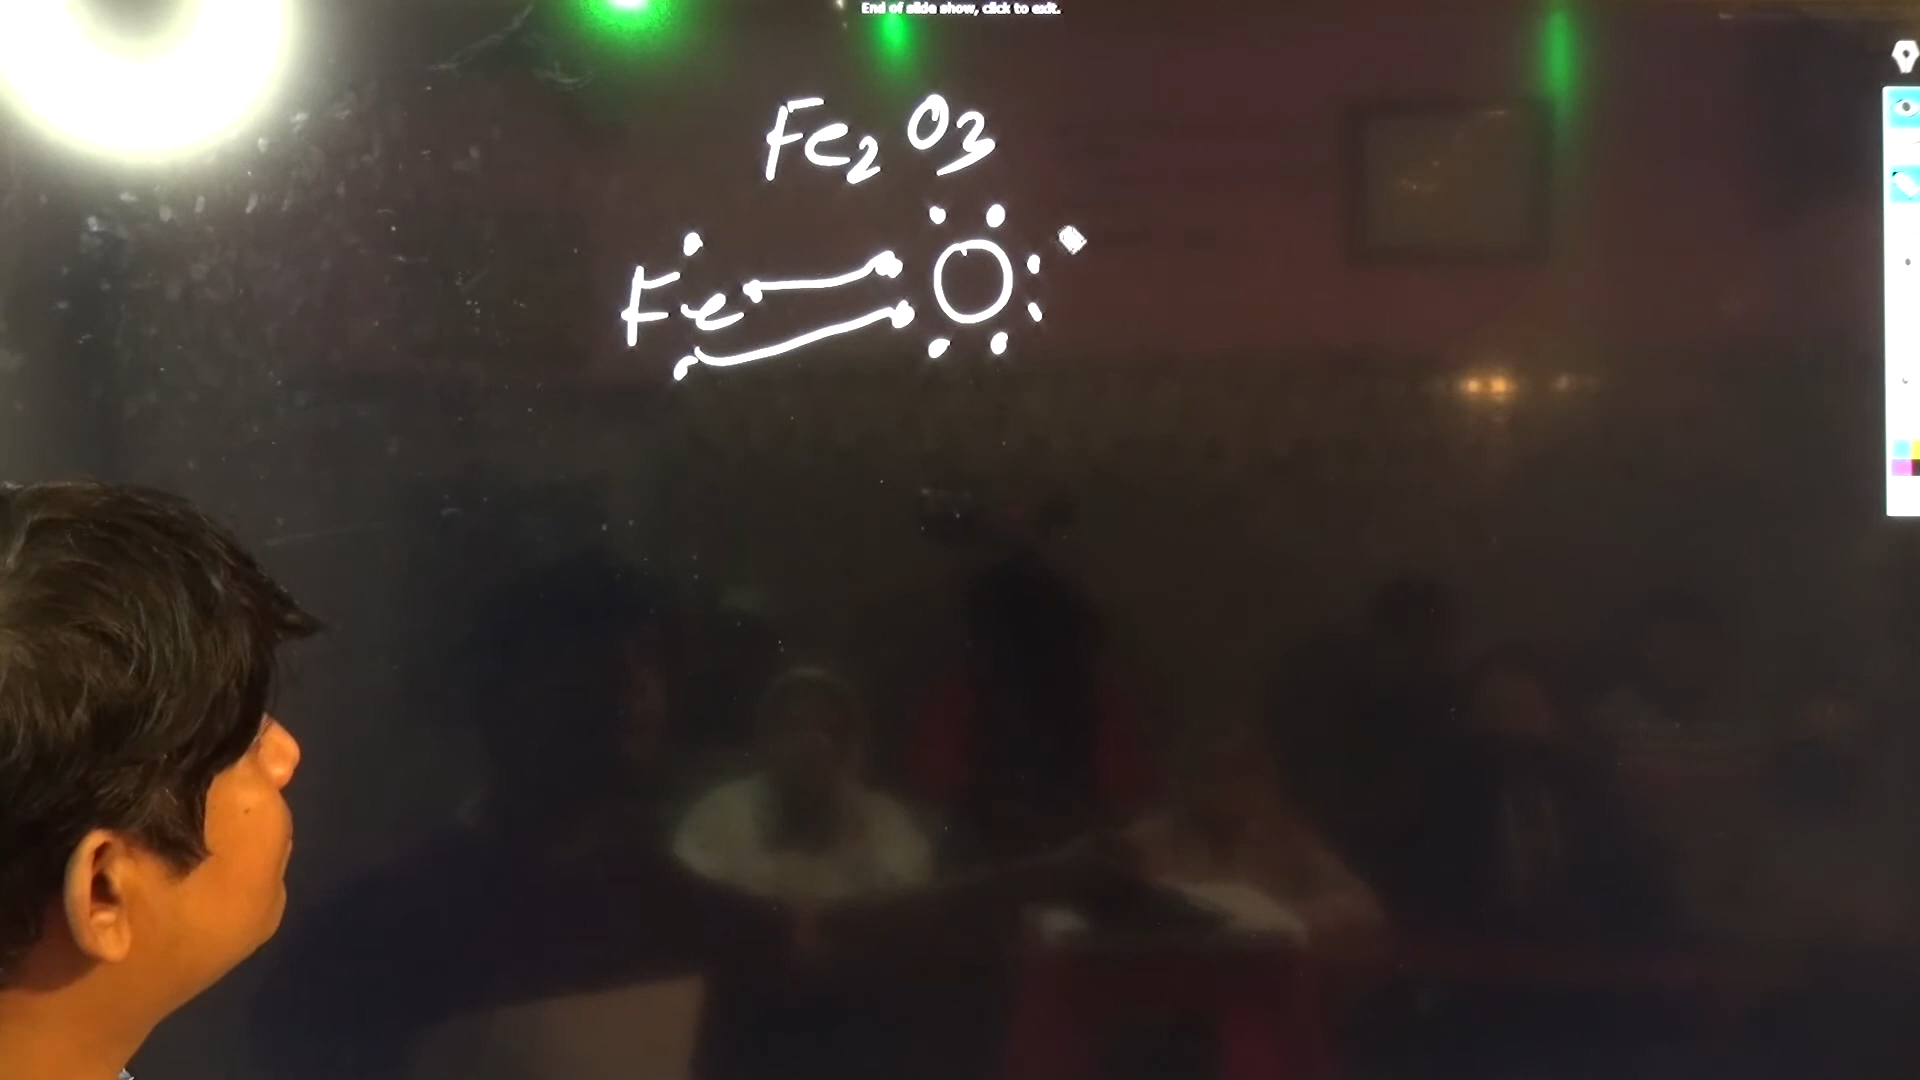 End of slide show, click to exit.
Fe₂O₃
Fe O